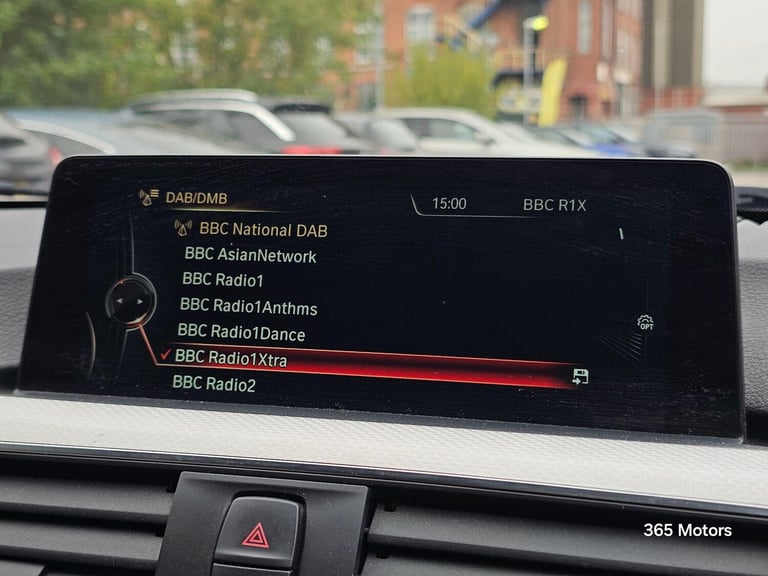 DAB/DMB
15:00
BBC R1X
BBC National DAB
BBC AsianNetwork
BBC Radio1
BBC Radio1Anthms
BBC Radio1Dance
BBC Radio1Xtra
BBC Radio2
OPT
365 Motors